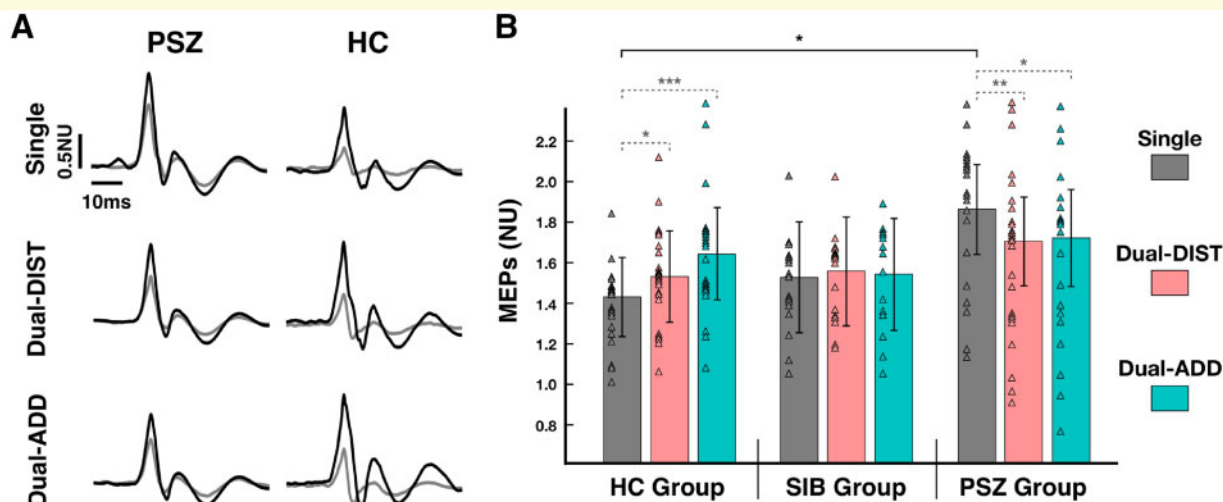 A
PSZ
HC
Single
0.5NU
10ms
Dual-DIST
Dual-ADD
B
*
***
*
*
**
MEPs (NU)
2.2
2.0
1.8
1.6
1.4
1.2
1.0
0.8
HC Group
SIB Group
PSZ Group
Single
Dual-DIST
Dual-ADD